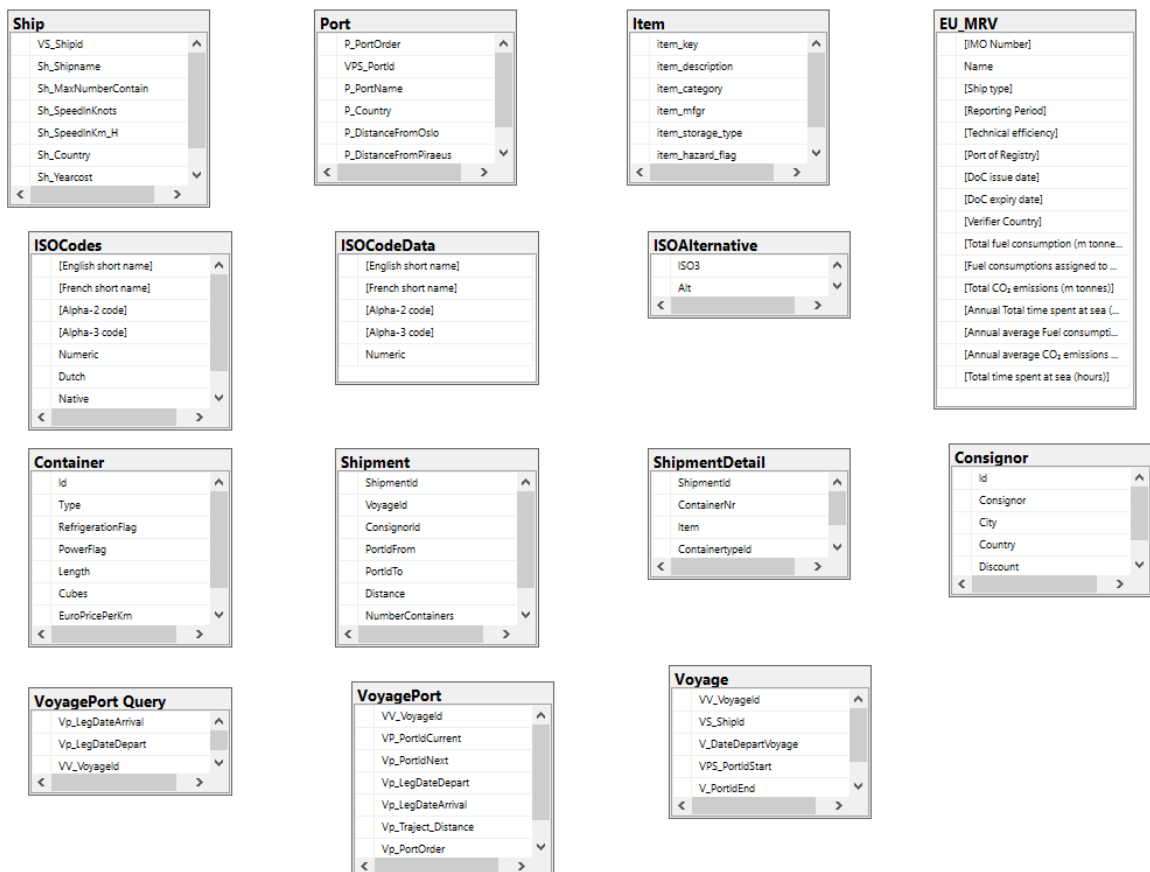 Ship
VS_Shipid
Sh_Shipname
Sh_MaxNumberContain
Sh_SpeedInKnots
Sh_SpeedInKm_H
Sh_Country
Sh_Yearcost
Port
P_PortOrder
VPS_PortId
P_PortName
P_Country
P_DistanceFromOslo
P_DistanceFromPiraeus
Item
item_key
item_description
item_category
item_mfgr
item_storage_type
item_hazard_flag
EU_MRV
[IMO Number]
Name
[Ship type]
[Reporting Period]
[Technical efficiency]
[Port of Registry]
[DoC issue date]
[DoC expiry date]
[Verifier Country]
[Total fuel consumption (m tonne...
[Fuel consumptions assigned to ...
[Total CO₂ emissions (m tonnes)]
[Annual Total time spent at sea (...
[Annual average Fuel consumpti...
[Annual average CO₂ emissions ...
[Total time spent at sea (hours)]
ISOCodes
[English short name]
[French short name]
[Alpha-2 code]
[Alpha-3 code]
Numeric
Dutch
Native
ISOCodeData
[English short name]
[French short name]
[Alpha-2 code]
[Alpha-3 code]
Numeric
ISOAlternative
ISO3
Alt
Container
Id
Type
RefrigerationFlag
PowerFlag
Length
Cubes
EuroPricePerKm
Shipment
ShipmentId
VoyageId
ConsignorId
PortIdFrom
PortIdTo
Distance
NumberContainers
ShipmentDetail
ShipmentId
ContainerNr
Item
ContainertypeId
Consignor
Id
Consignor
City
Country
Discount
VoyagePort Query
Vp_LegDateArrival
Vp_LegDateDepart
VV_VoyageId
VoyagePort
VV_VoyageId
VP_PortIdCurrent
Vp_PortIdNext
Vp_LegDateDepart
Vp_LegDateArrival
Vp_Traject_Distance
Vp_PortOrder
Voyage
VV_VoyageId
VS_ShipId
V_DateDepartVoyage
VPS_PortIdStart
V_PortIdEnd